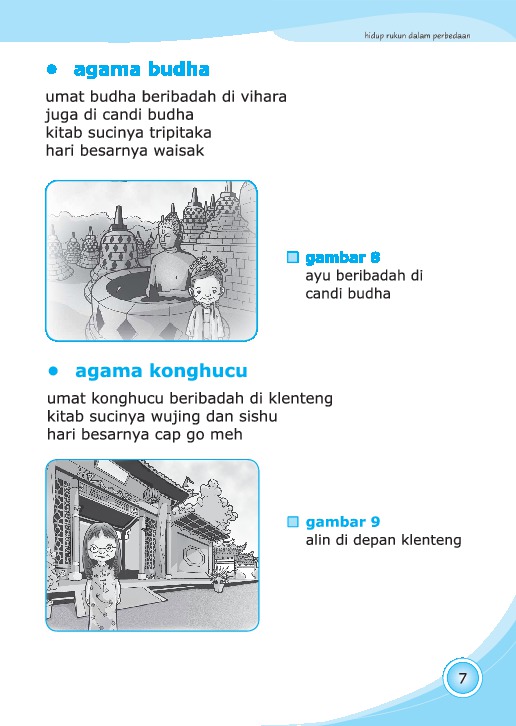 hidup rukun dalam perbedaan
• agama budha
umat budha beribadah di vihara
juga di candi budha
kitab sucinya tripitaka
hari besarnya waisak
gambar 8
ayu beribadah di
candi budha
• agama konghucu
umat konghucu beribadah di klenteng
kitab sucinya wujing dan sishu
hari besarnya cap go meh
gambar 9
alin di depan klenteng
7